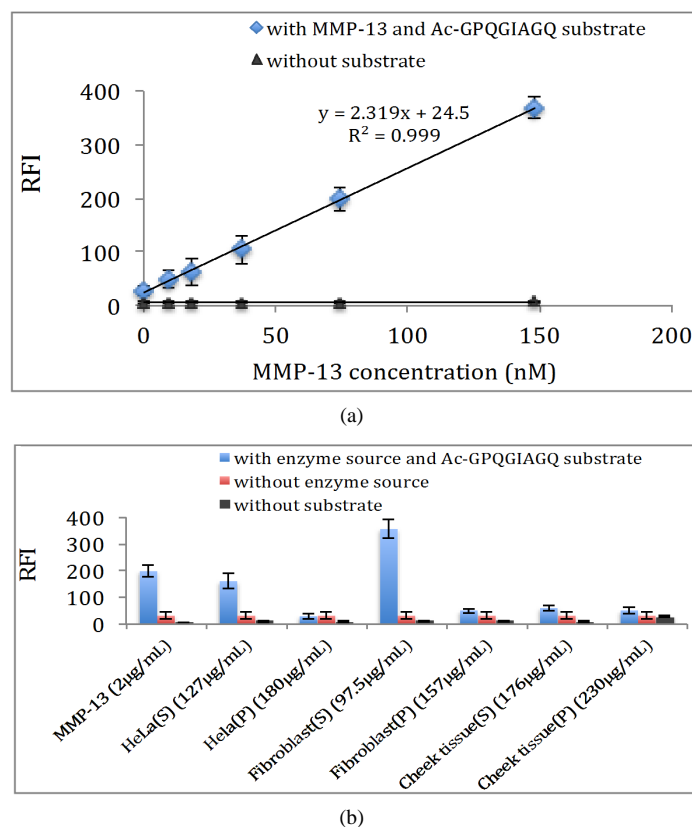 with MMP-13 and Ac-GPQGIAGQ substrate
without substrate
400
y = 2.319x + 24.5
R² = 0.999
300
RFI
200
100
0
0 50 100 150 200
MMP-13 concentration (nM)
(a)
with enzyme source and Ac-GPQGIAGQ substrate
without enzyme source
without substrate
400
300
RFI
200
100
0
MMP-13 (2µg/mL)
HeLa(S) (127µg/mL)
Hela(P) (180µg/mL)
Fibroblast(S) (97.5µg/mL)
Fibroblast(P) (157µg/mL)
Cheek tissue(S) (176µg/mL)
Cheek tissue(P) (230µg/mL)
(b)